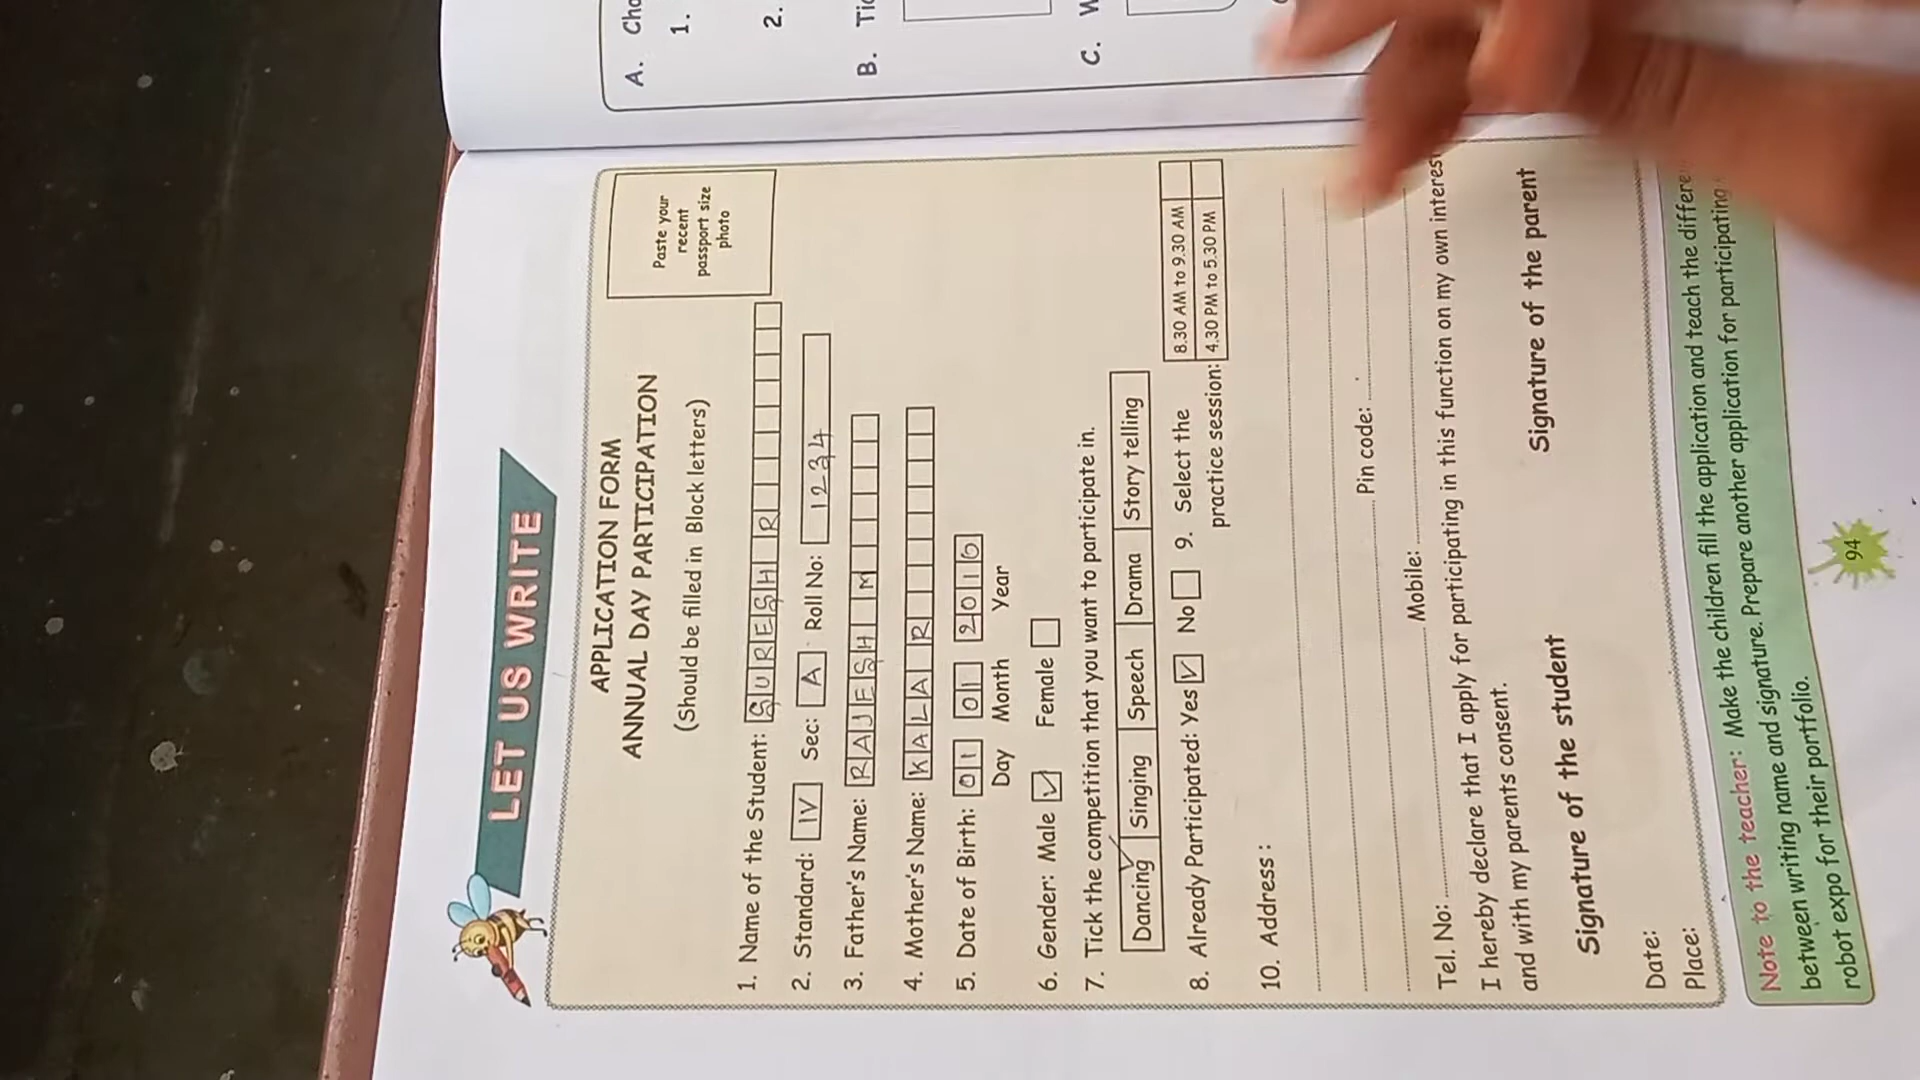 LET US WRITE
APPLICATION FORM
ANNUAL DAY PARTICIPATION
(Should be filled in Block letters)
Paste your
recent
passport size
photo
1. Name of the Student: SURESH R
2. Standard: IV Sec: A Roll No: 1234
3. Father's Name: RAJESH M
4. Mother's Name: KALA R
5. Date of Birth: 01 01 2016
Day Month Year
6. Gender: Male ✓ Female
7. Tick the competition that you want to participate in.
Dancing ✓ Singing Speech Drama Story telling
8. Already Participated: Yes ✓ No 9. Select the
practice session:
8.30 AM to 9.30 AM
4.30 PM to 5.30 PM
10. Address :
Pin code:
Tel. No: Mobile:
I hereby declare that I apply for participating in this function on my own interest
and with my parents consent.
Signature of the student Signature of the parent
Date:
Place:
Note to the teacher: Make the children fill the application and teach the
between writing name and signature. Prepare another application for participating
robot expo for their portfolio.
94
A.
1.
2.
B.
C.